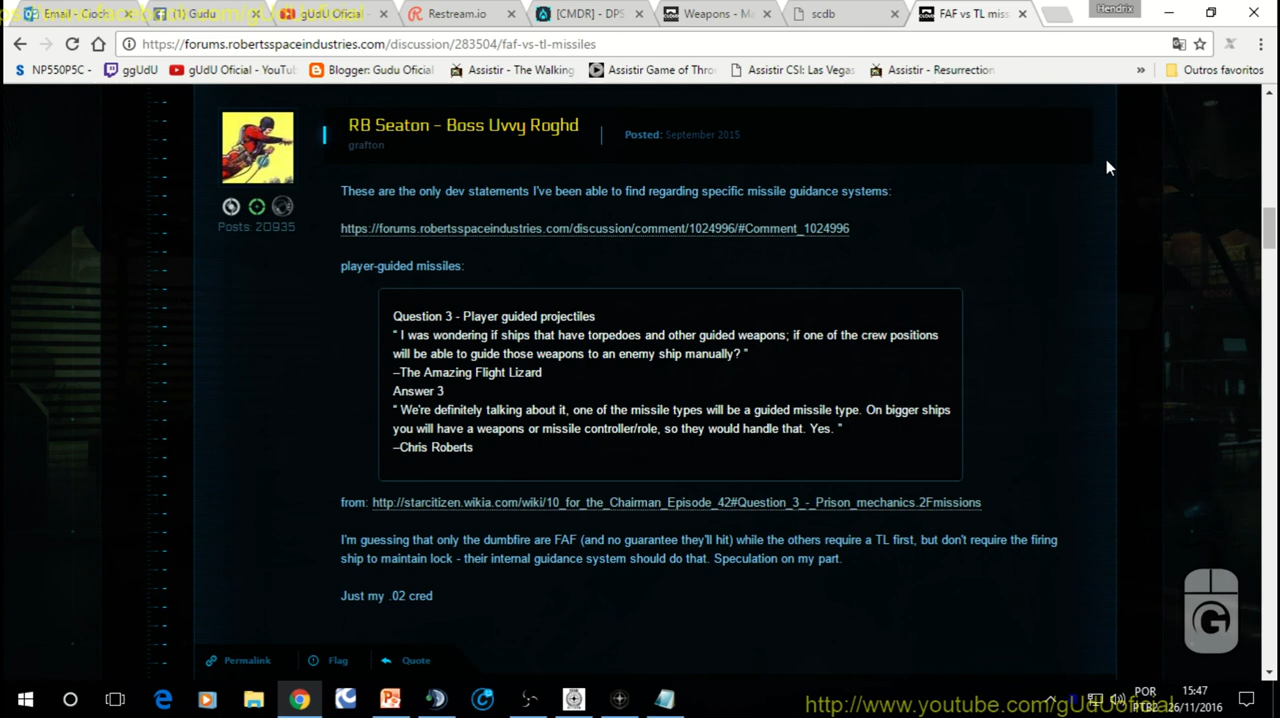 Email - Cioch
(1) Gudu
gUdU Oficial -
Restream.io
[CMDR] - DPS
Weapons - Ma
scdb
FAF vs TL miss
Hendrix
https://forums.robertsspaceindustries.com/discussion/283504/faf-vs-tl-missiles
NP550P5C -
ggUdU
gUdU Oficial - YouTu
Blogger: Gudu Oficial
Assistir - The Walking
Assistir Game of Thro
Assistir CSI: Las Vegas
Assistir - Resurrection
»
Outros favoritos
RB Seaton - Boss Uvvy Roghd
grafton
Posted: September 2015
Posts: 20935
These are the only dev statements I've been able to find regarding specific missile guidance systems:
https://forums.robertsspaceindustries.com/discussion/comment/1024996/#Comment_1024996
player-guided missiles:
Question 3 - Player guided projectiles
“ I was wondering if ships that have torpedoes and other guided weapons; if one of the crew positions
will be able to guide those weapons to an enemy ship manually? ”
–The Amazing Flight Lizard
Answer 3
“ We're definitely talking about it, one of the missile types will be a guided missile type. On bigger ships
you will have a weapons or missile controller/role, so they would handle that. Yes. ”
–Chris Roberts
from: http://starcitizen.wikia.com/wiki/10_for_the_Chairman_Episode_42#Question_3_-_Prison_mechanics.2Fmissions
I'm guessing that only the dumbfire are FAF (and no guarantee they'll hit) while the others require a TL first, but don't require the firing
ship to maintain lock - their internal guidance system should do that. Speculation on my part.
Just my .02 cred
Permalink
Flag
Quote
G
POR
PTB2
15:47
26/11/2016
http://www.youtube.com/gUdUoficial